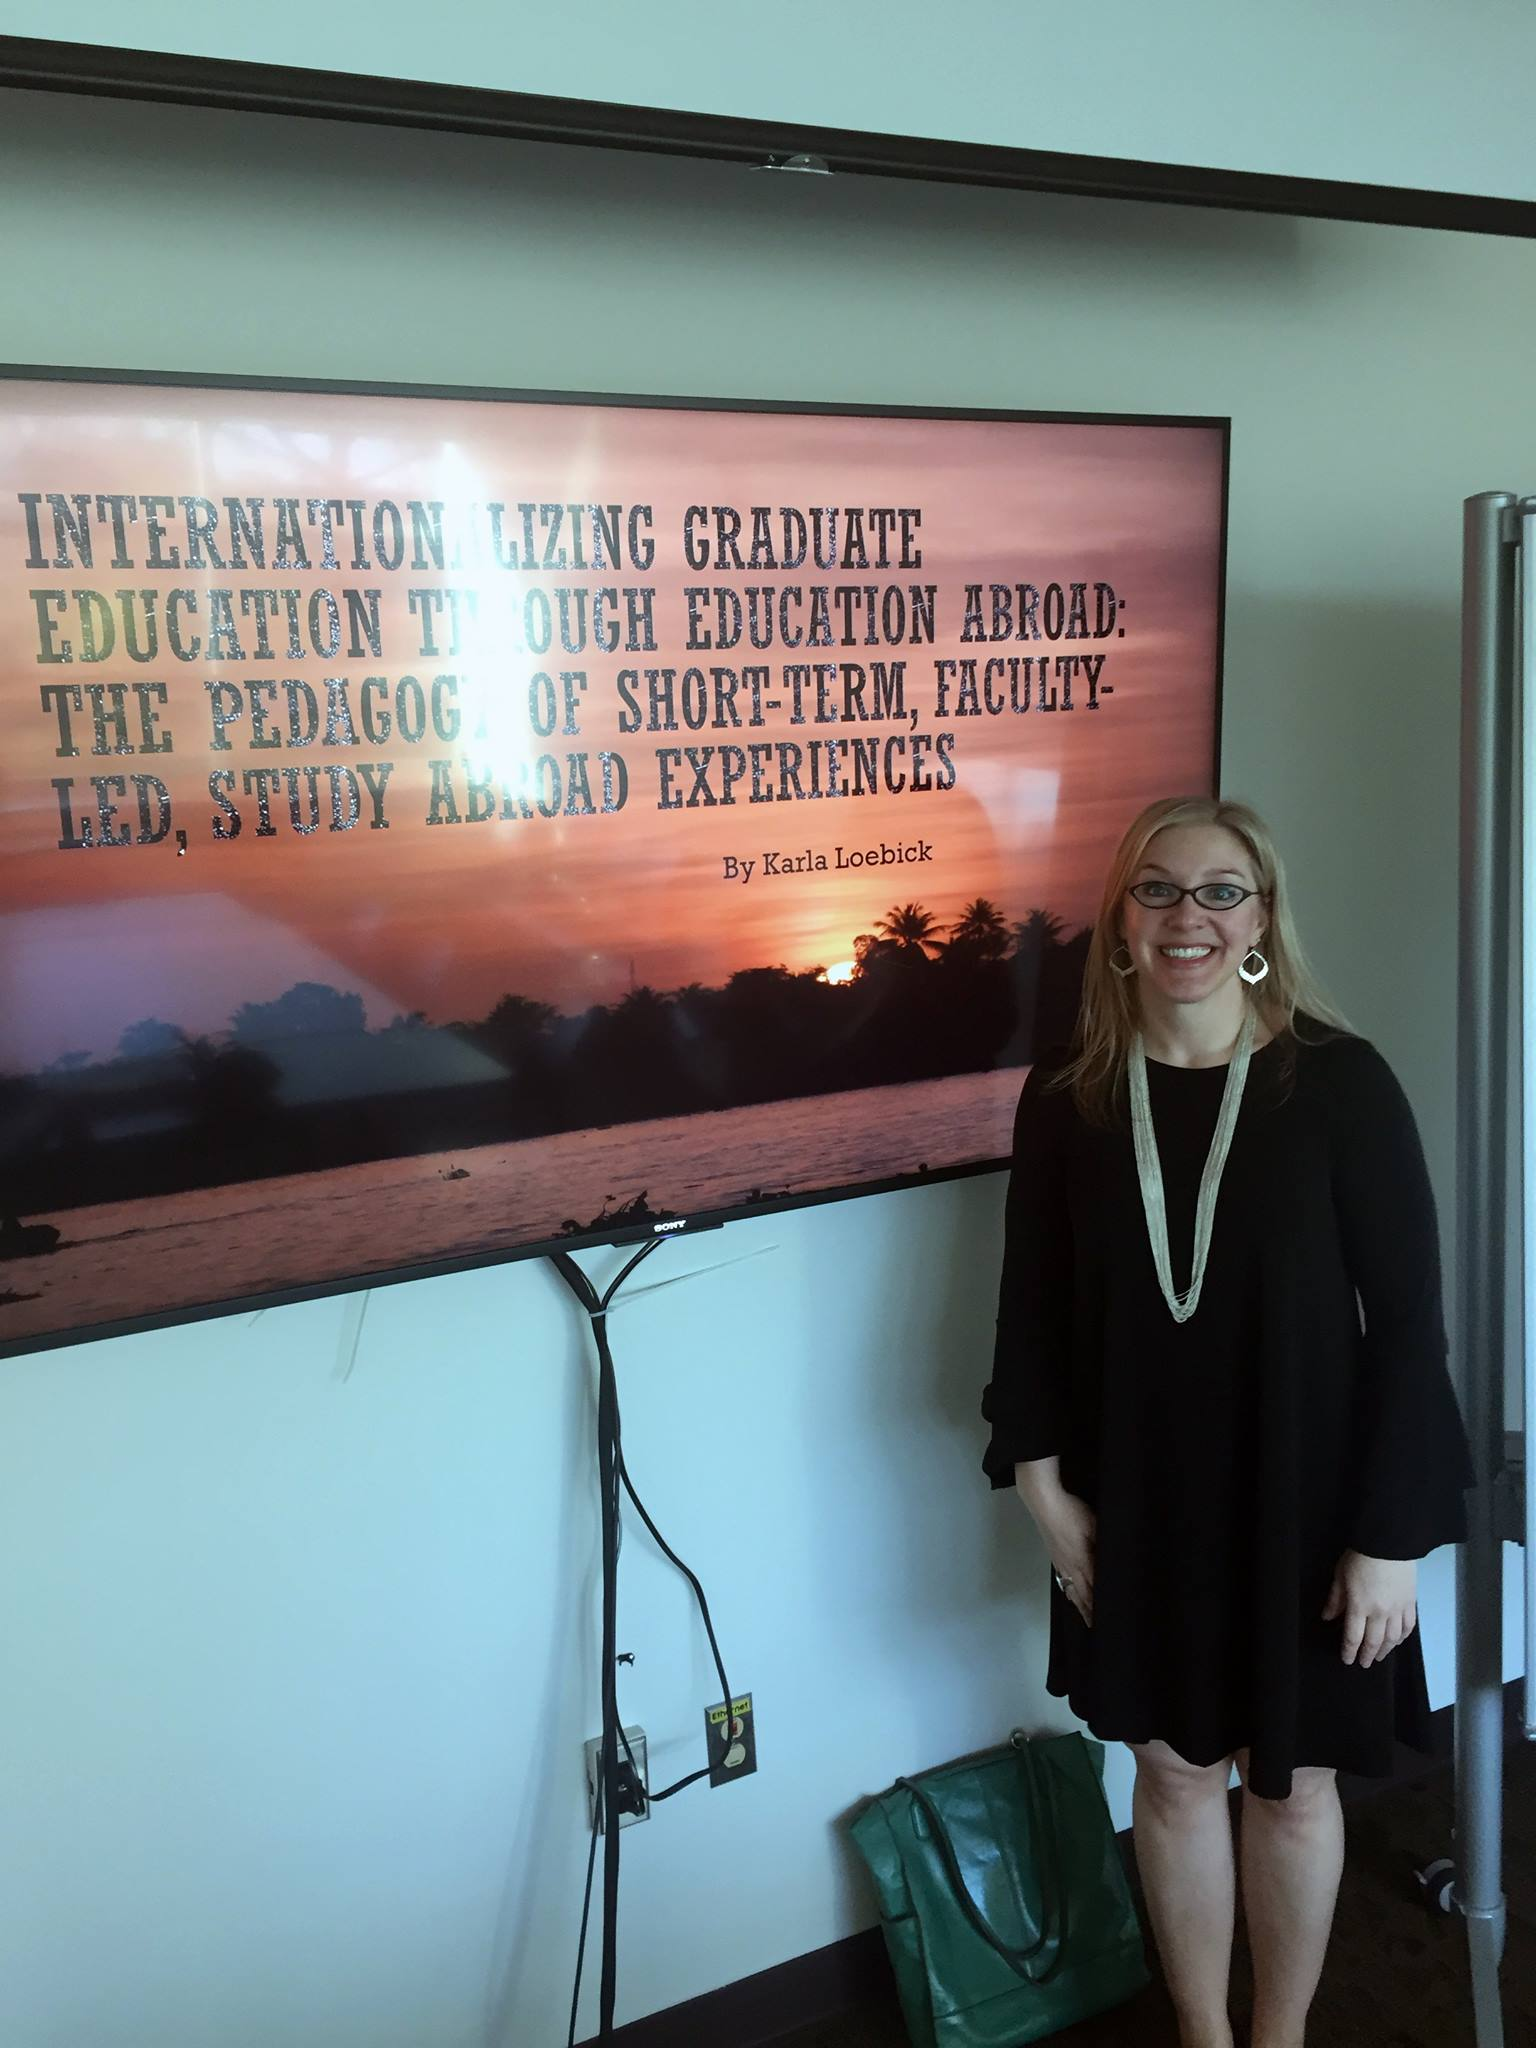 INTERNATIONALIZING GRADUATE
EDUCATION THROUGH EDUCATION ABROAD:
THE PEDAGOGY OF SHORT-TERM, FACULTY-
LED, STUDY ABROAD EXPERIENCES
By Karla Loebick
SONY
Ethernet